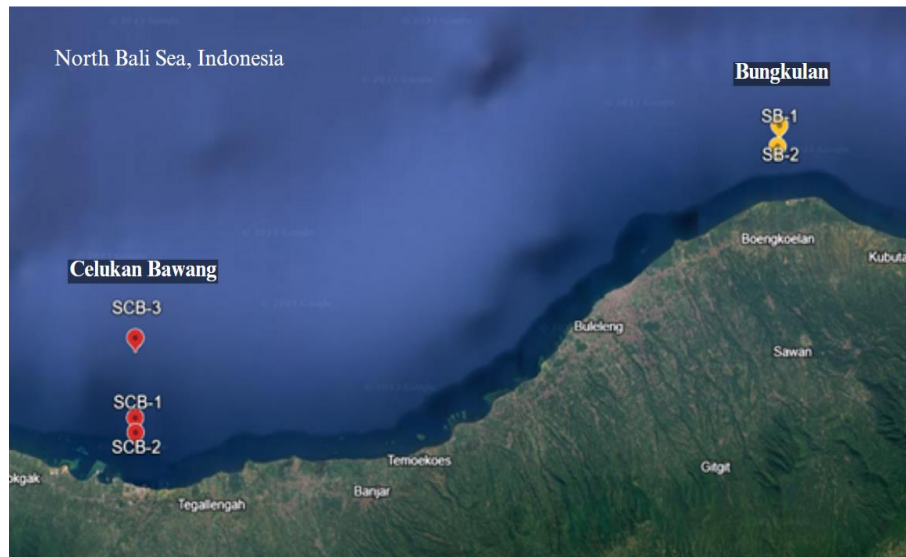 North Bali Sea, Indonesia
Bungkulan
SB-1
SB-2
Boengkoelan
Kubuta
Celukan Bawang
SCB-3
Buleleng
Sawan
SCB-1
SCB-2
Temoekoes
Gitgit
okgak
Banjar
Tegallengah